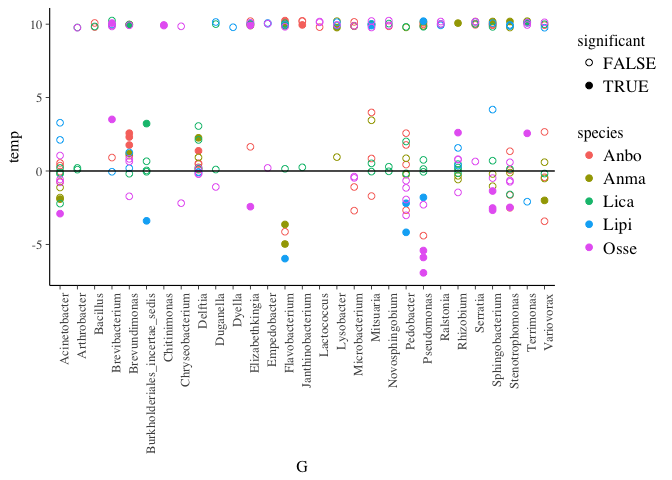 10
5
0
-5
temp
Acinetobacter
Arthrobacter
Bacillus
Brevibacterium
Brevundimonas
Burkholderiales_incertae_sedis
Chitinimonas
Chryseobacterium
Delftia
Duganella
Dyella
Elizabethkingia
Empedobacter
Flavobacterium
Janthinobacterium
Lactococcus
Lysobacter
Microbacterium
Mitsuaria
Novosphingobium
Pedobacter
Pseudomonas
Ralstonia
Rhizobium
Serratia
Sphingobacterium
Stenotrophomonas
Terrimonas
Variovorax
G
significant
FALSE
TRUE
species
Anbo
Anma
Lica
Lipi
Osse